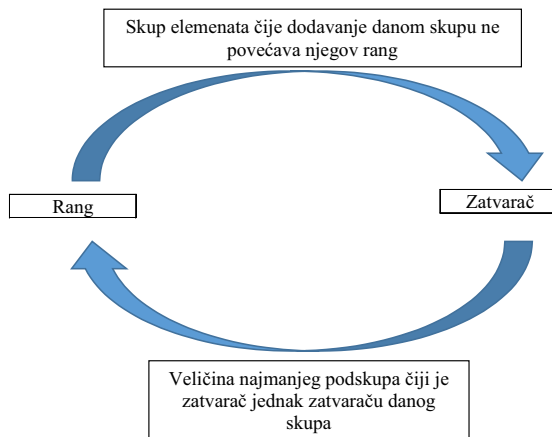 Skup elemenata čije dodavanje danom skupu ne
povećava njegov rang
Rang
Zatvarač
Veličina najmanjeg podskupa čiji je
zatvarač jednak zatvaraču danog
skupa